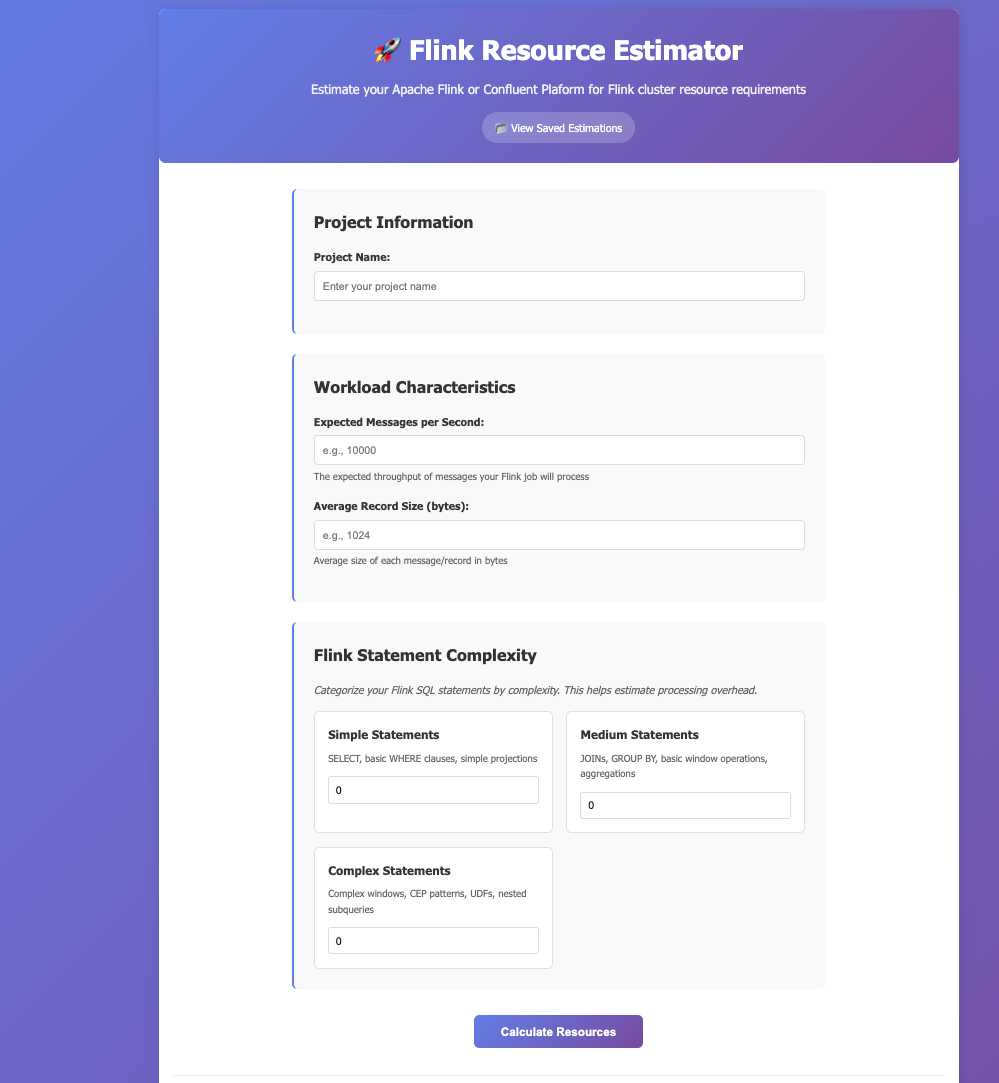 🚀 Flink Resource Estimator
Estimate your Apache Flink or Confluent Plaform for Flink cluster resource requirements
📁 View Saved Estimations
Project Information
Project Name:
Enter your project name
Workload Characteristics
Expected Messages per Second:
e.g., 10000
The expected throughput of messages your Flink job will process
Average Record Size (bytes):
e.g., 1024
Average size of each message/record in bytes
Flink Statement Complexity
Categorize your Flink SQL statements by complexity. This helps estimate processing overhead.
Simple Statements
SELECT, basic WHERE clauses, simple projections
0
Medium Statements
JOINs, GROUP BY, basic window operations,
aggregations
0
Complex Statements
Complex windows, CEP patterns, UDFs, nested
subqueries
0
Calculate Resources